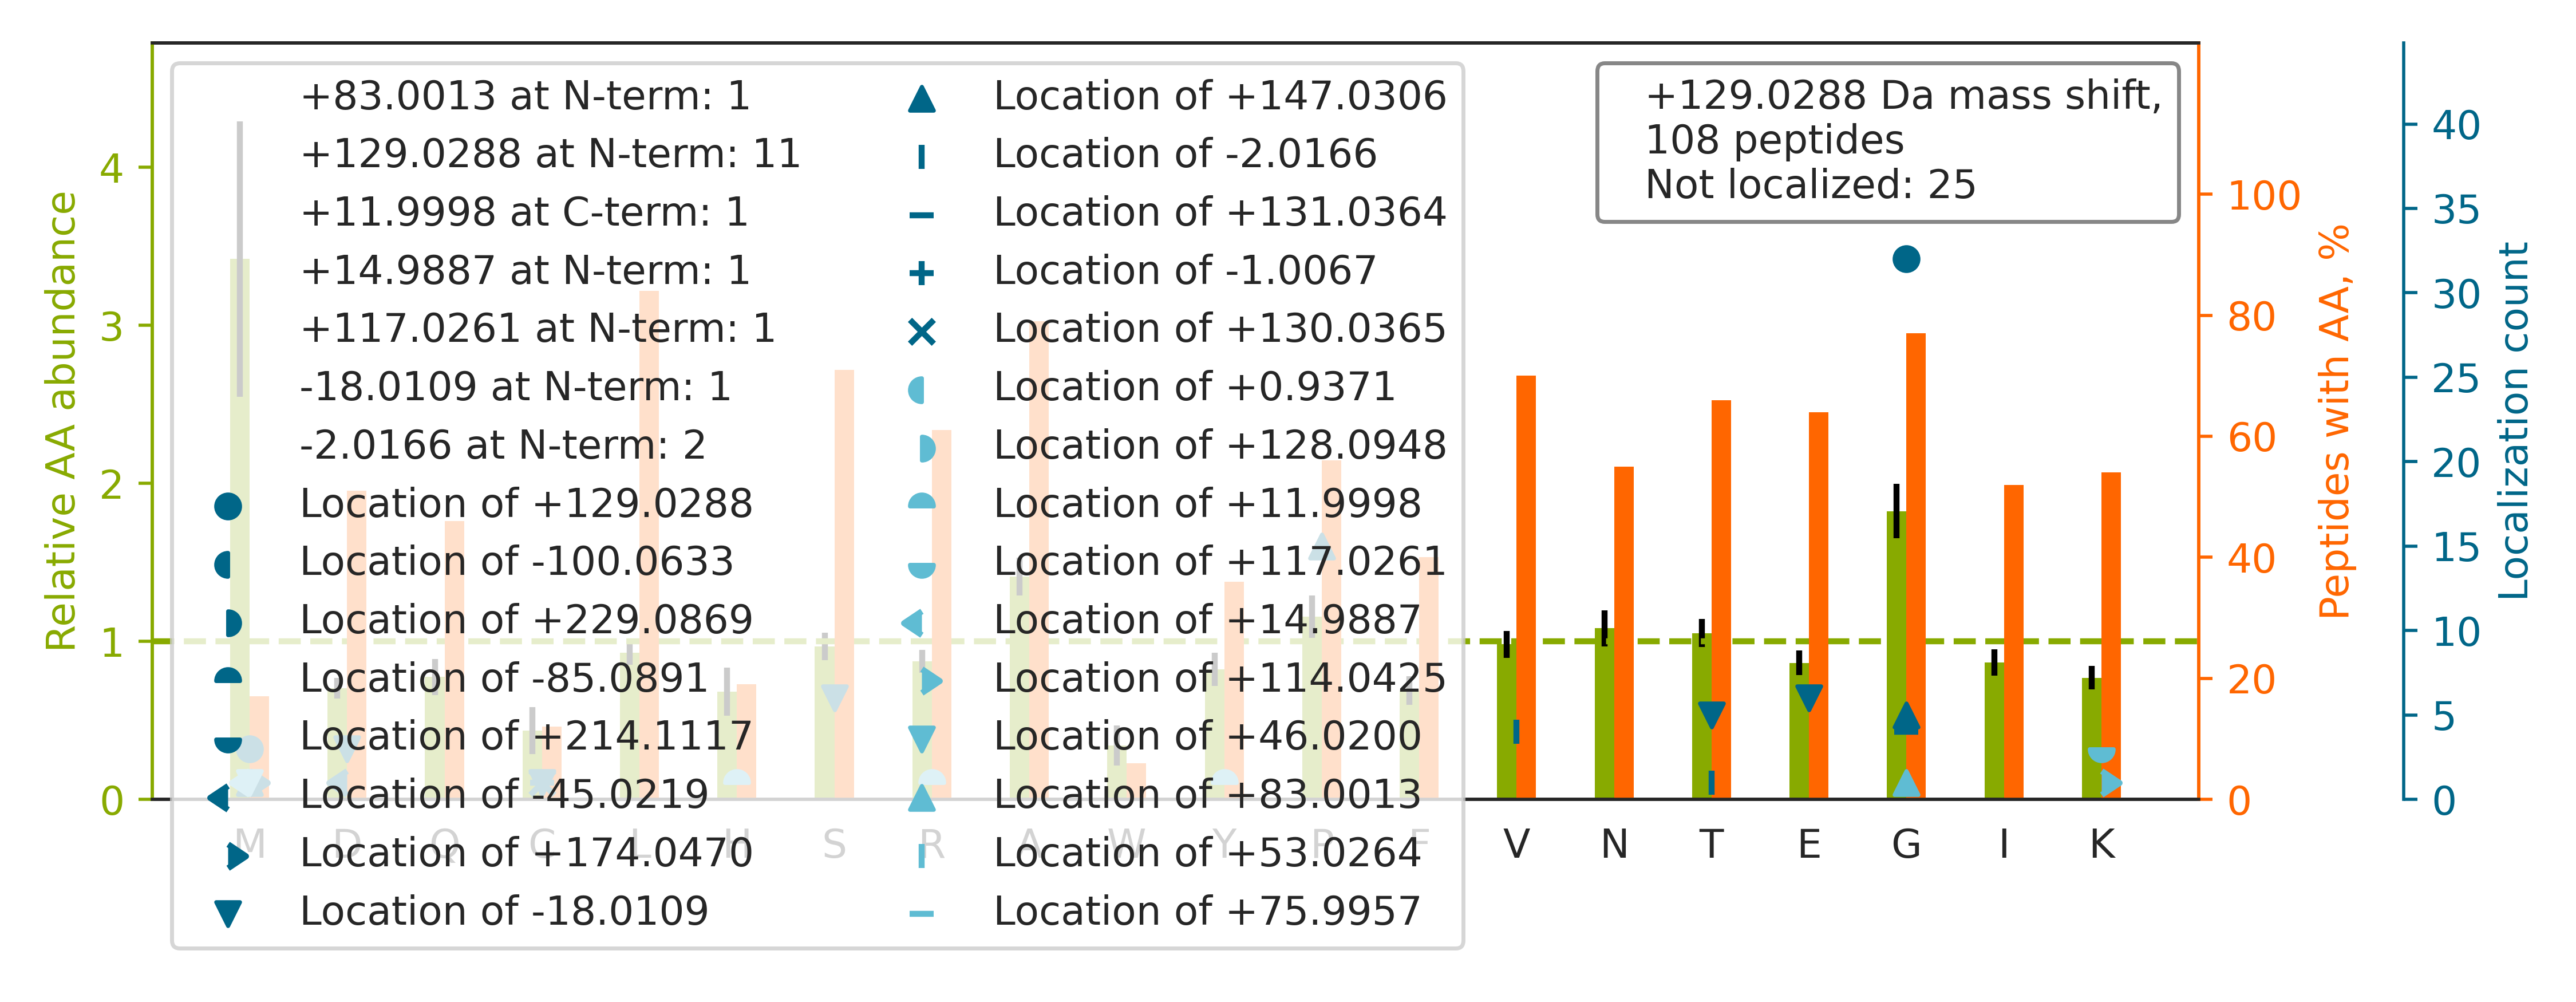 +83.0013 at N-term: 1
+129.0288 at N-term: 11
+11.9998 at C-term: 1
+14.9887 at N-term: 1
+117.0261 at N-term: 1
-18.0109 at N-term: 1
-2.0166 at N-term: 2
Location of +129.0288
Location of -100.0633
Location of +229.0869
Location of -85.0891
Location of +214.1117
Location of -45.0219
Location of +174.0470
Location of -18.0109
Location of +147.0306
Location of -2.0166
Location of +131.0364
Location of -1.0067
Location of +130.0365
Location of +0.9371
Location of +128.0948
Location of +11.9998
Location of +117.0261
Location of +14.9887
Location of +114.0425
Location of +46.0200
Location of +83.0013
Location of +53.0264
Location of +75.9957
+129.0288 Da mass shift,
108 peptides
Not localized: 25
Relative AA abundance
4
3
2
1
0
M D Q C L H S R A W Y P F V N T E G I K
100
80
60
40
20
0
Peptides with AA, %
40
35
30
25
20
15
10
5
0
Localization count